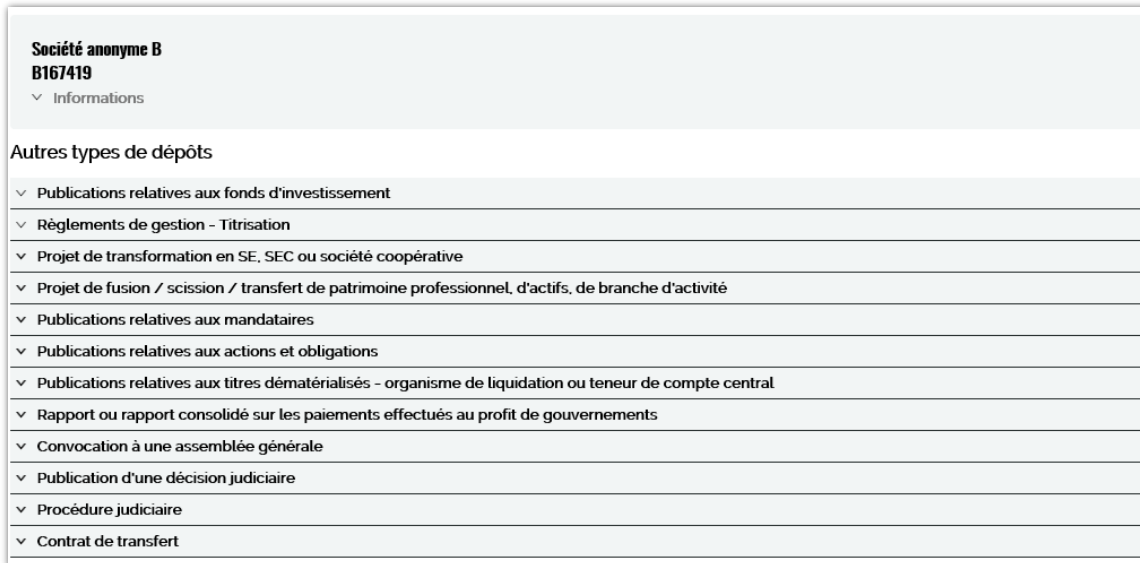 Société anonyme B
B167419
Informations
Autres types de dépôts
Publications relatives aux fonds d'investissement
Règlements de gestion - Titrisation
Projet de transformation en SE, SEC ou société coopérative
Projet de fusion / scission / transfert de patrimoine professionnel, d'actifs, de branche d'activité
Publications relatives aux mandataires
Publications relatives aux actions et obligations
Publications relatives aux titres dématérialisés - organisme de liquidation ou teneur de compte central
Rapport ou rapport consolidé sur les paiements effectués au profit de gouvernements
Convocation à une assemblée générale
Publication d'une décision judiciaire
Procédure judiciaire
Contrat de transfert